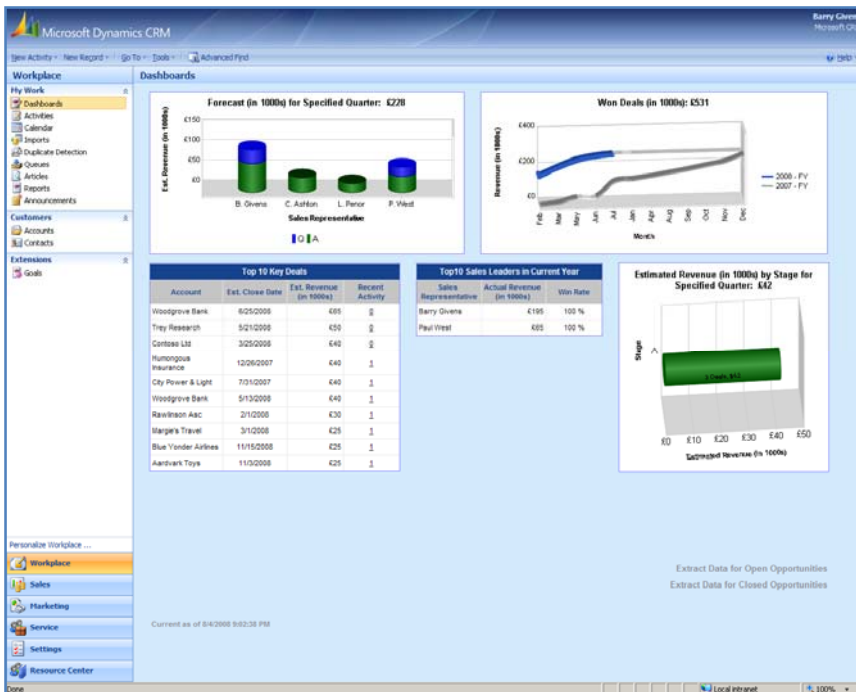 Microsoft Dynamics CRM
Barry Given
Microsoft CR
New Activity New Record Go To Tools Advanced Find
Help
Workplace
Dashboards
My Work
Dashboards
Activities
Calendar
Imports
Duplicate Detection
Queues
Articles
Reports
Announcements
Customers
Accounts
Contacts
Extensions
Goals
Forecast (in 1000s) for Specified Quarter: £228
Est. Revenue (in 1000s)
£150
£100
£50
£0
B. Givens C. Ashton L. Penor P. West
Sales Representative
Q A
Won Deals (in 1000s): £531
Revenue (in 1000s)
£400
£200
£0
Feb Mar May Jun Jul Jan Apr Aug Sep Oct Nov Dec
Month
2008 - FY
2007 - FY
Top 10 Key Deals
Account Est. Close Date Est. Revenue (in 1000s) Recent Activity
Woodgrove Bank 6/25/2008 £65 0
Trey Research 5/21/2008 £50 0
Contoso Ltd 3/25/2008 £40 0
Humongous Insurance 12/26/2007 £40 1
City Power & Light 7/31/2007 £40 1
Woodgrove Bank 5/13/2008 £40 1
Rawlinson Asc 2/1/2008 £30 1
Margie's Travel 3/1/2008 £25 1
Blue Yonder Airlines 11/15/2008 £25 1
Aardvark Toys 11/3/2008 £25 1
Top10 Sales Leaders in Current Year
Sales Representative Actual Revenue (in 1000s) Win Rate
Barry Givens £195 100 %
Paul West £65 100 %
Estimated Revenue (in 1000s) by Stage for
Specified Quarter: £42
Stage
£0 £10 £20 £30 £40 £50
Estimated Revenue (in 1000s)
Personalize Workplace ...
Workplace
Sales
Marketing
Service
Settings
Resource Center
Extract Data for Open Opportunities
Extract Data for Closed Opportunities
Current as of 8/4/2008 9:02:38 PM
Done
Local intranet
100%